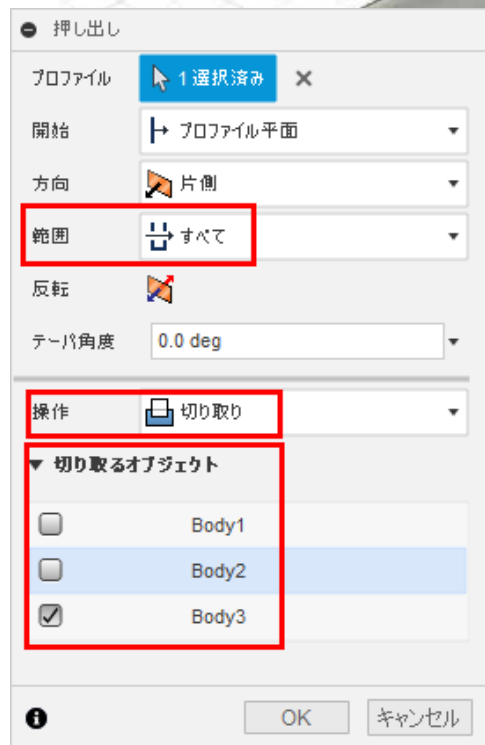 押し出し
プロファイル 1 選択済み
開始 プロファイル平面
方向 片側
範囲 すべて
反転
テーパ角度 0.0 deg
操作 切り取り
切り取るオブジェクト
Body1
Body2
Body3
OK キャンセル